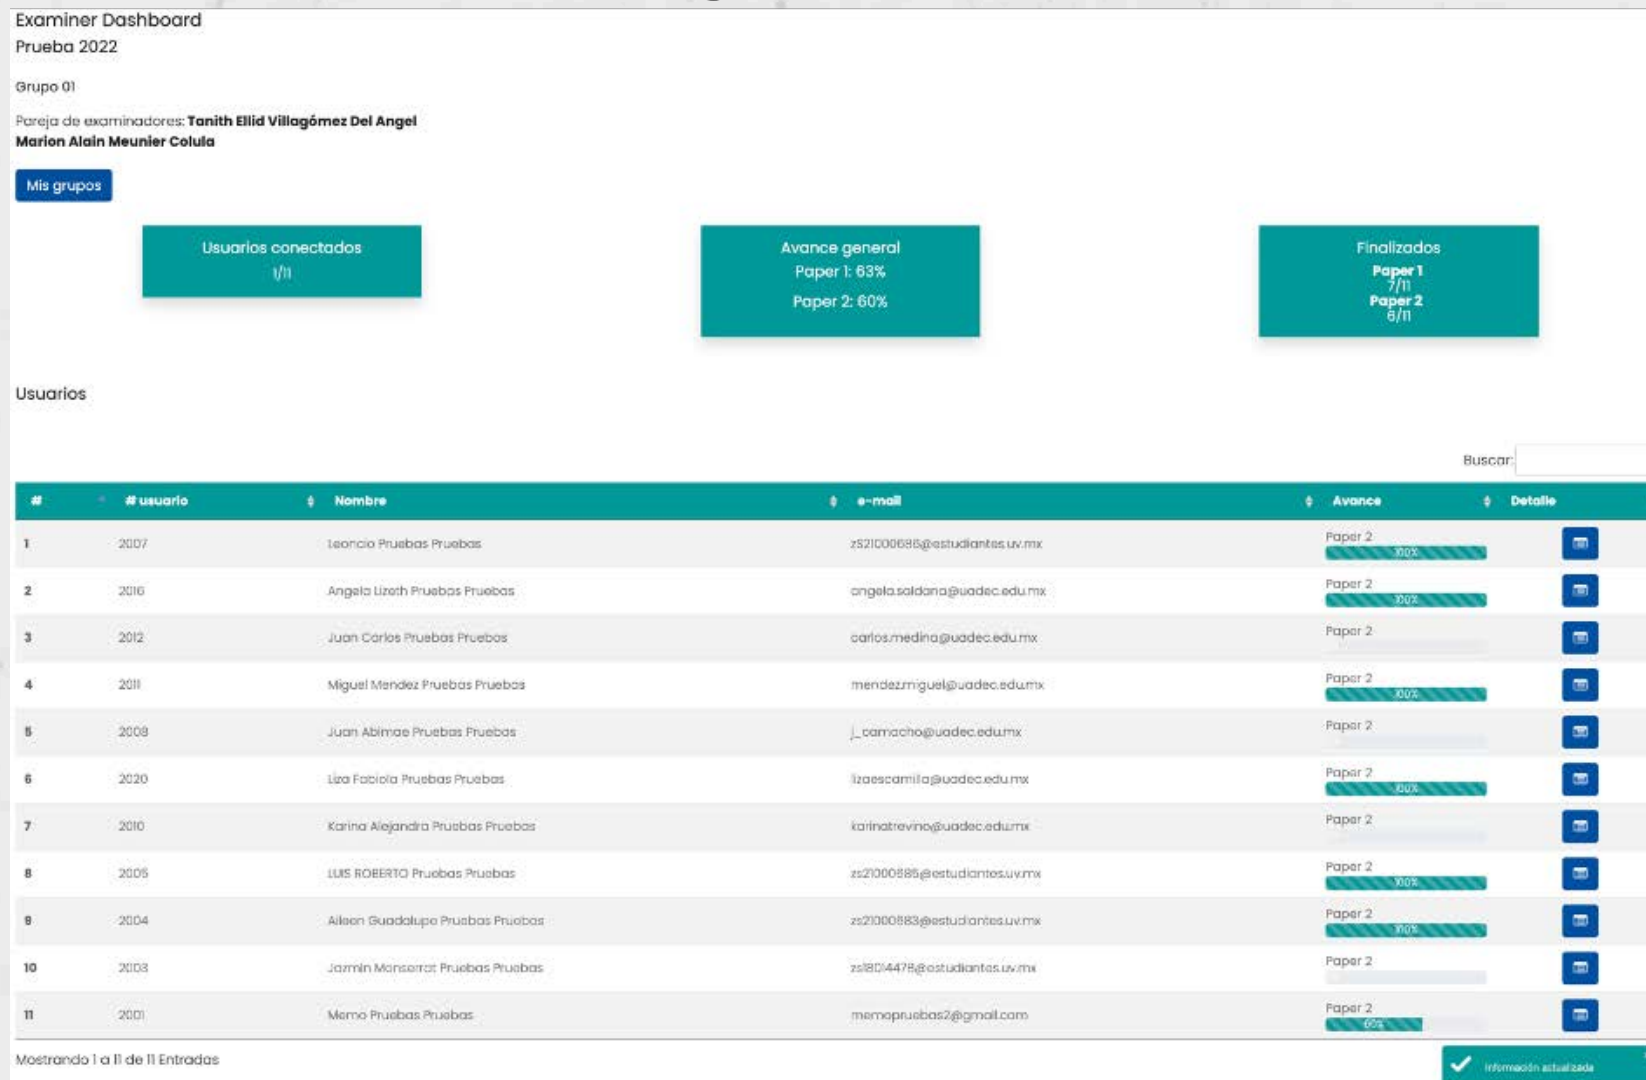 Examiner Dashboard
Prueba 2022
Grupo 01
Pareja de examinadores: Tanith Ellid Villagómez Del Angel
Marion Alain Meunier Colula
Mis grupos
Usuarios conectados
1/11
Avance general
Paper 1: 63%
Paper 2: 60%
Finalizados
Paper 1
7/11
Paper 2
6/11
Usuarios
Buscar:
# # usuario Nombre e-mail Avance Detalle
1 2007 Leoncio Pruebas Pruebas zS21000686@estudiantes.uv.mx Paper 2 100%
2 2016 Angela Lizeth Pruebas Pruebas angela.saldana@uadec.edu.mx Paper 2 100%
3 2012 Juan Carlos Pruebas Pruebas carlos.medina@uadec.edu.mx Paper 2
4 2011 Miguel Mendez Pruebas Pruebas mendez.miguel@uadec.edu.mx Paper 2 100%
5 2008 Juan Abimae Pruebas Pruebas j_camacho@uadec.edu.mx Paper 2
6 2020 Liza Fabiola Pruebas Pruebas lizaescamilla@uadec.edu.mx Paper 2 100%
7 2010 Karina Alejandra Pruebas Pruebas karinatrevino@uadec.edu.mx Paper 2
8 2005 LUIS ROBERTO Pruebas Pruebas zs21000685@estudiantes.uv.mx Paper 2 100%
9 2004 Aileen Guadalupe Pruebas Pruebas zs21000683@estudiantes.uv.mx Paper 2 100%
10 2003 Jazmin Monserrat Pruebas Pruebas zs18014478@estudiantes.uv.mx Paper 2
11 2001 Memo Pruebas Pruebas memopruebas2@gmail.com Paper 2 60%
Mostrando 1 a 11 de 11 Entradas
Información actualizada